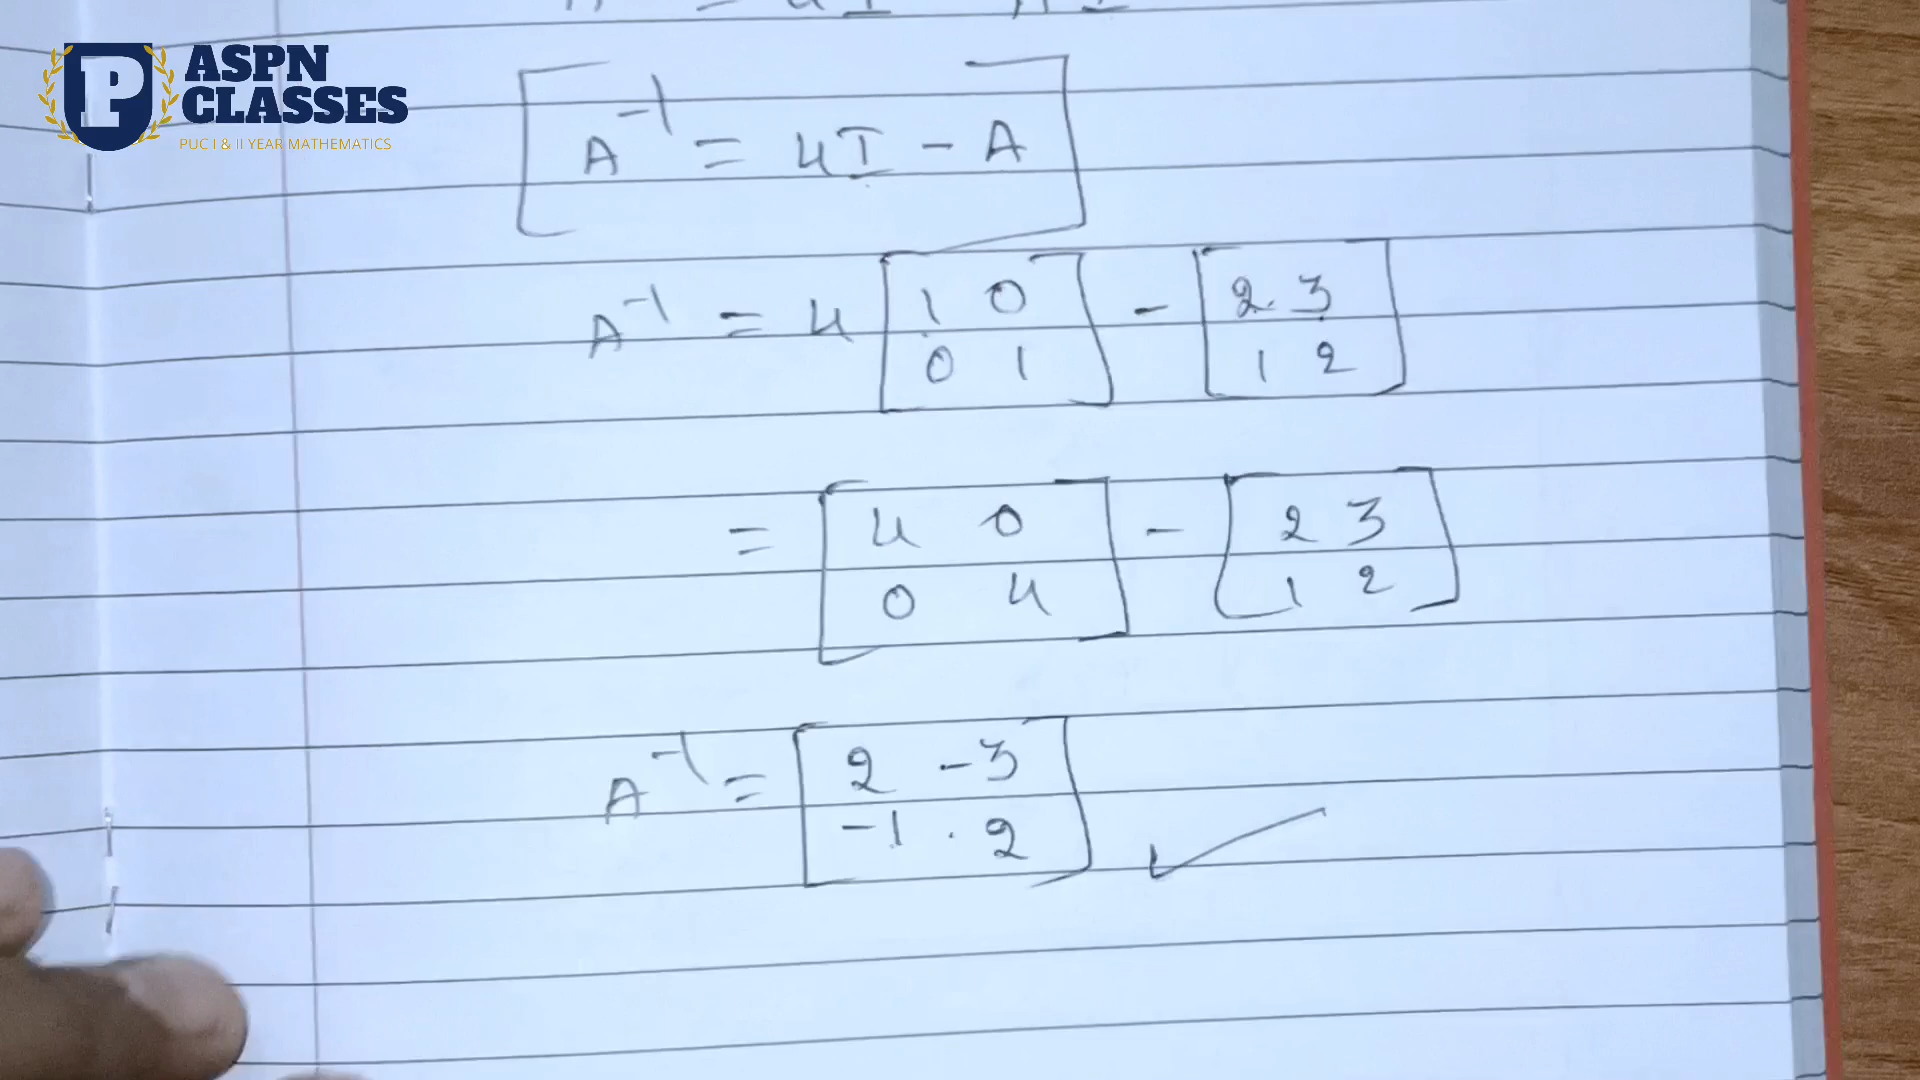 ASPN
CLASSES
PUC I & II YEAR MATHEMATICS
A⁻¹ = 4I - A
A⁻¹ = 4 [1 0
0 1] - [2 3
1 2]
= [4 0
0 4] - [2 3
1 2]
A⁻¹ = [2 -3
-1 2]